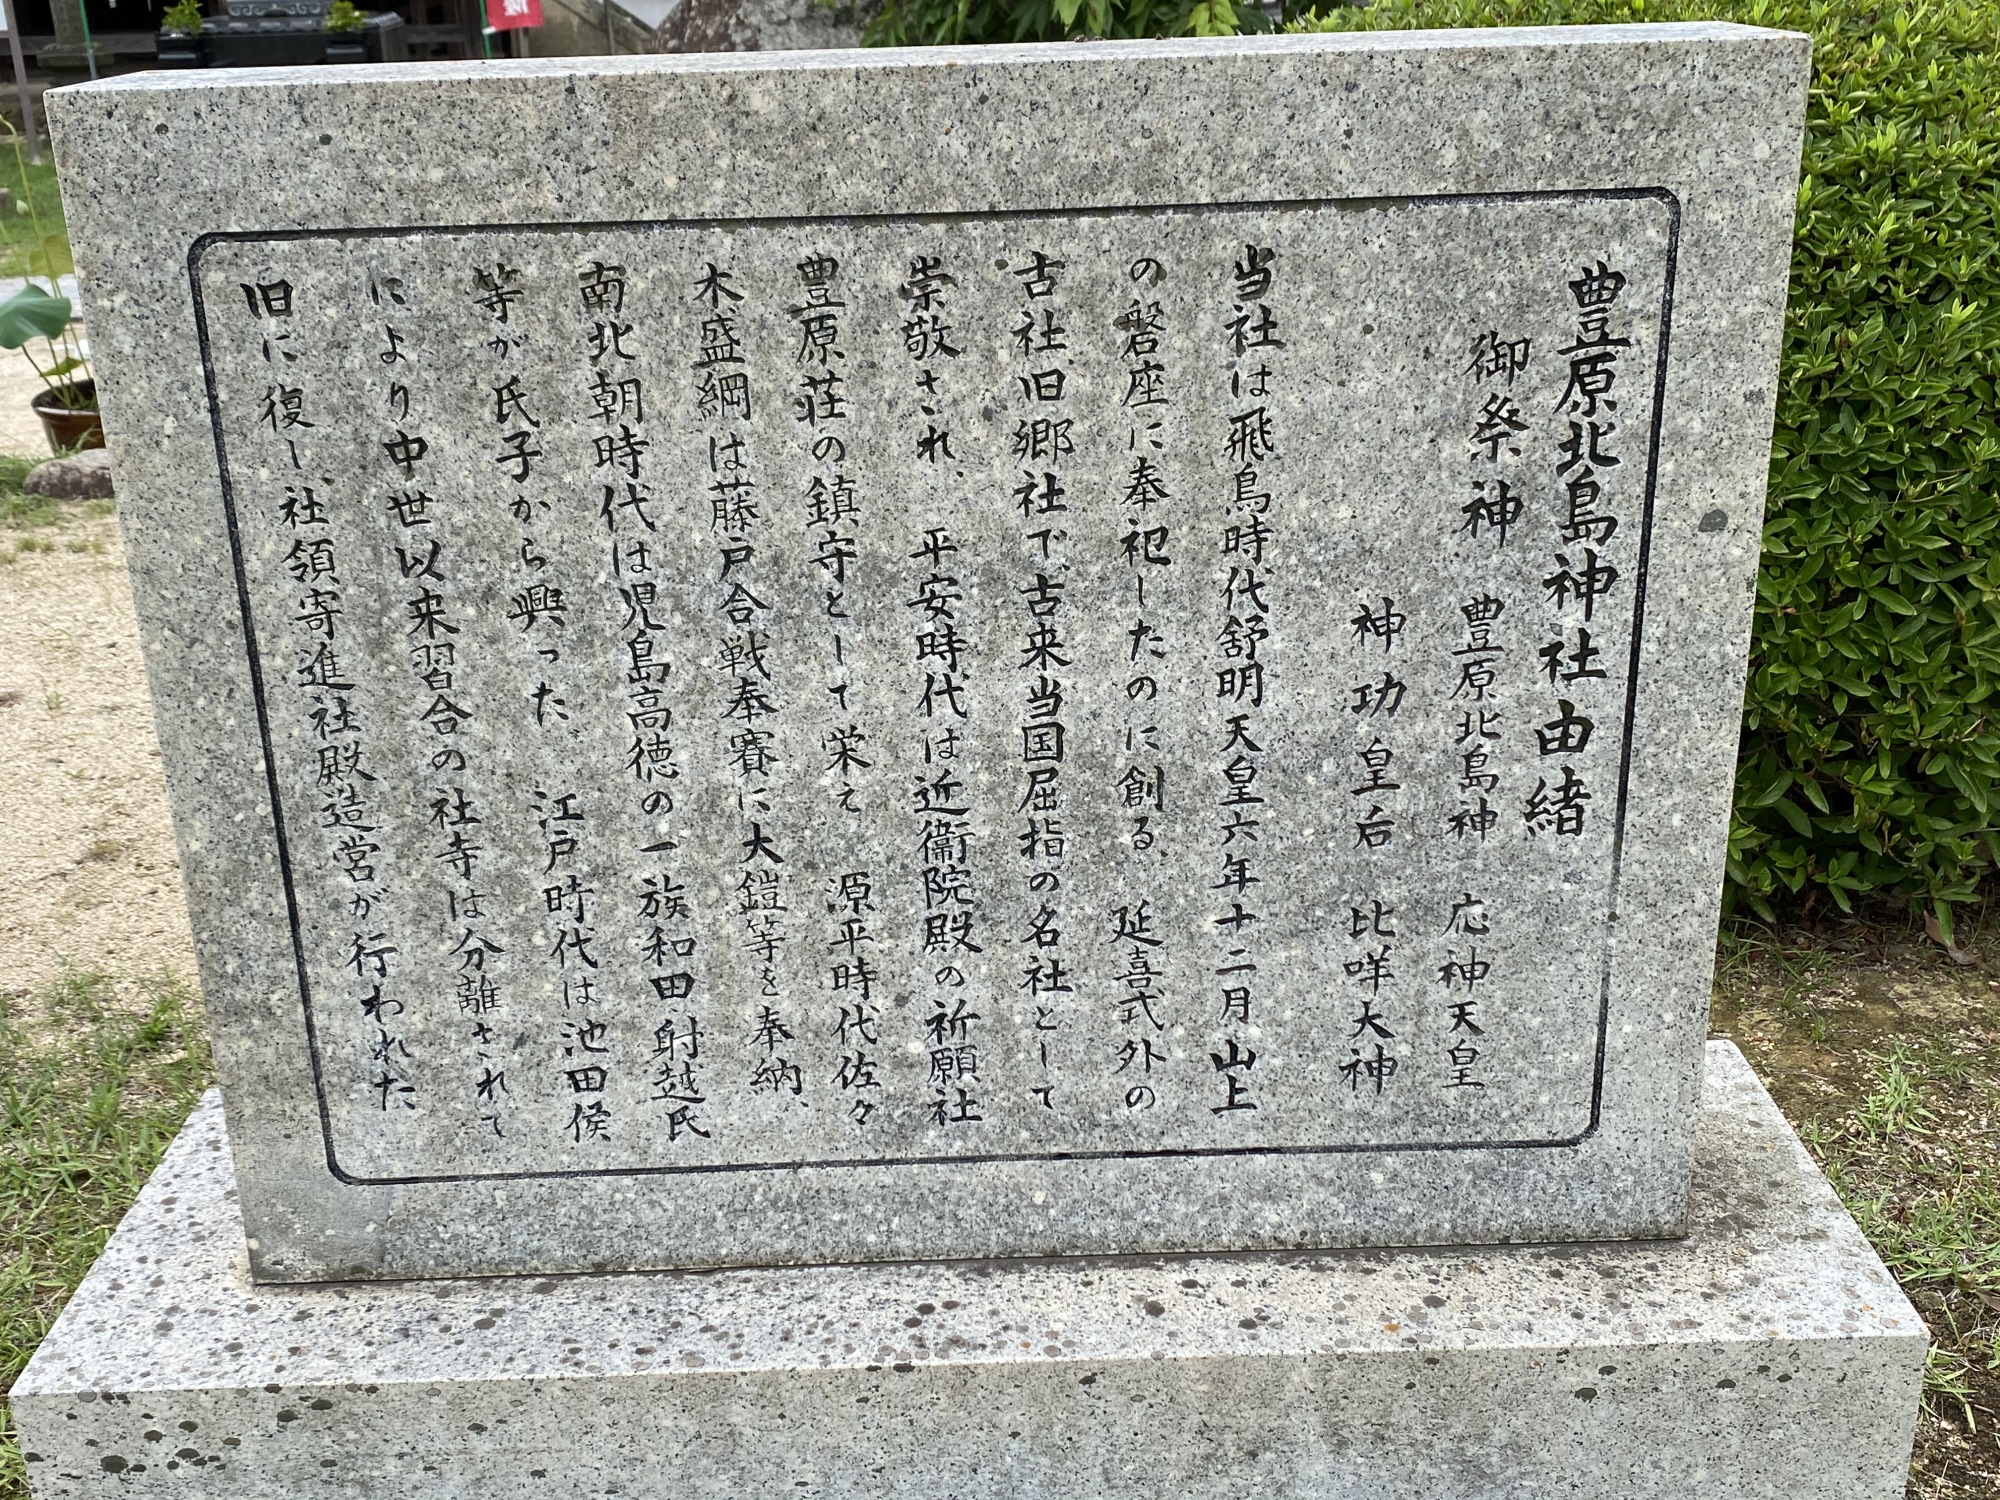 豊原北島神社由緒
御祭神 豊原北島神 応神天皇
神功皇后 比咩大神
当社は飛鳥時代舒明天皇六年十二月山上
の磐座に奉祀したのに創る、延喜式外の
古社、旧郷社で、古来当国屈指の名社として
崇敬され、平安時代は近衞院殿の祈願社
豊原荘の鎮守として栄え 源平時代佐々
木盛綱は藤戸合戦奉賽に大鎧等を奉納、
南北朝時代は児島高徳の一族和田、射越氏
等が氏子から興った、江戸時代は池田侯
により中世以来習合の社寺は分離されて
旧に復し、社領寄進社殿造営が行われた